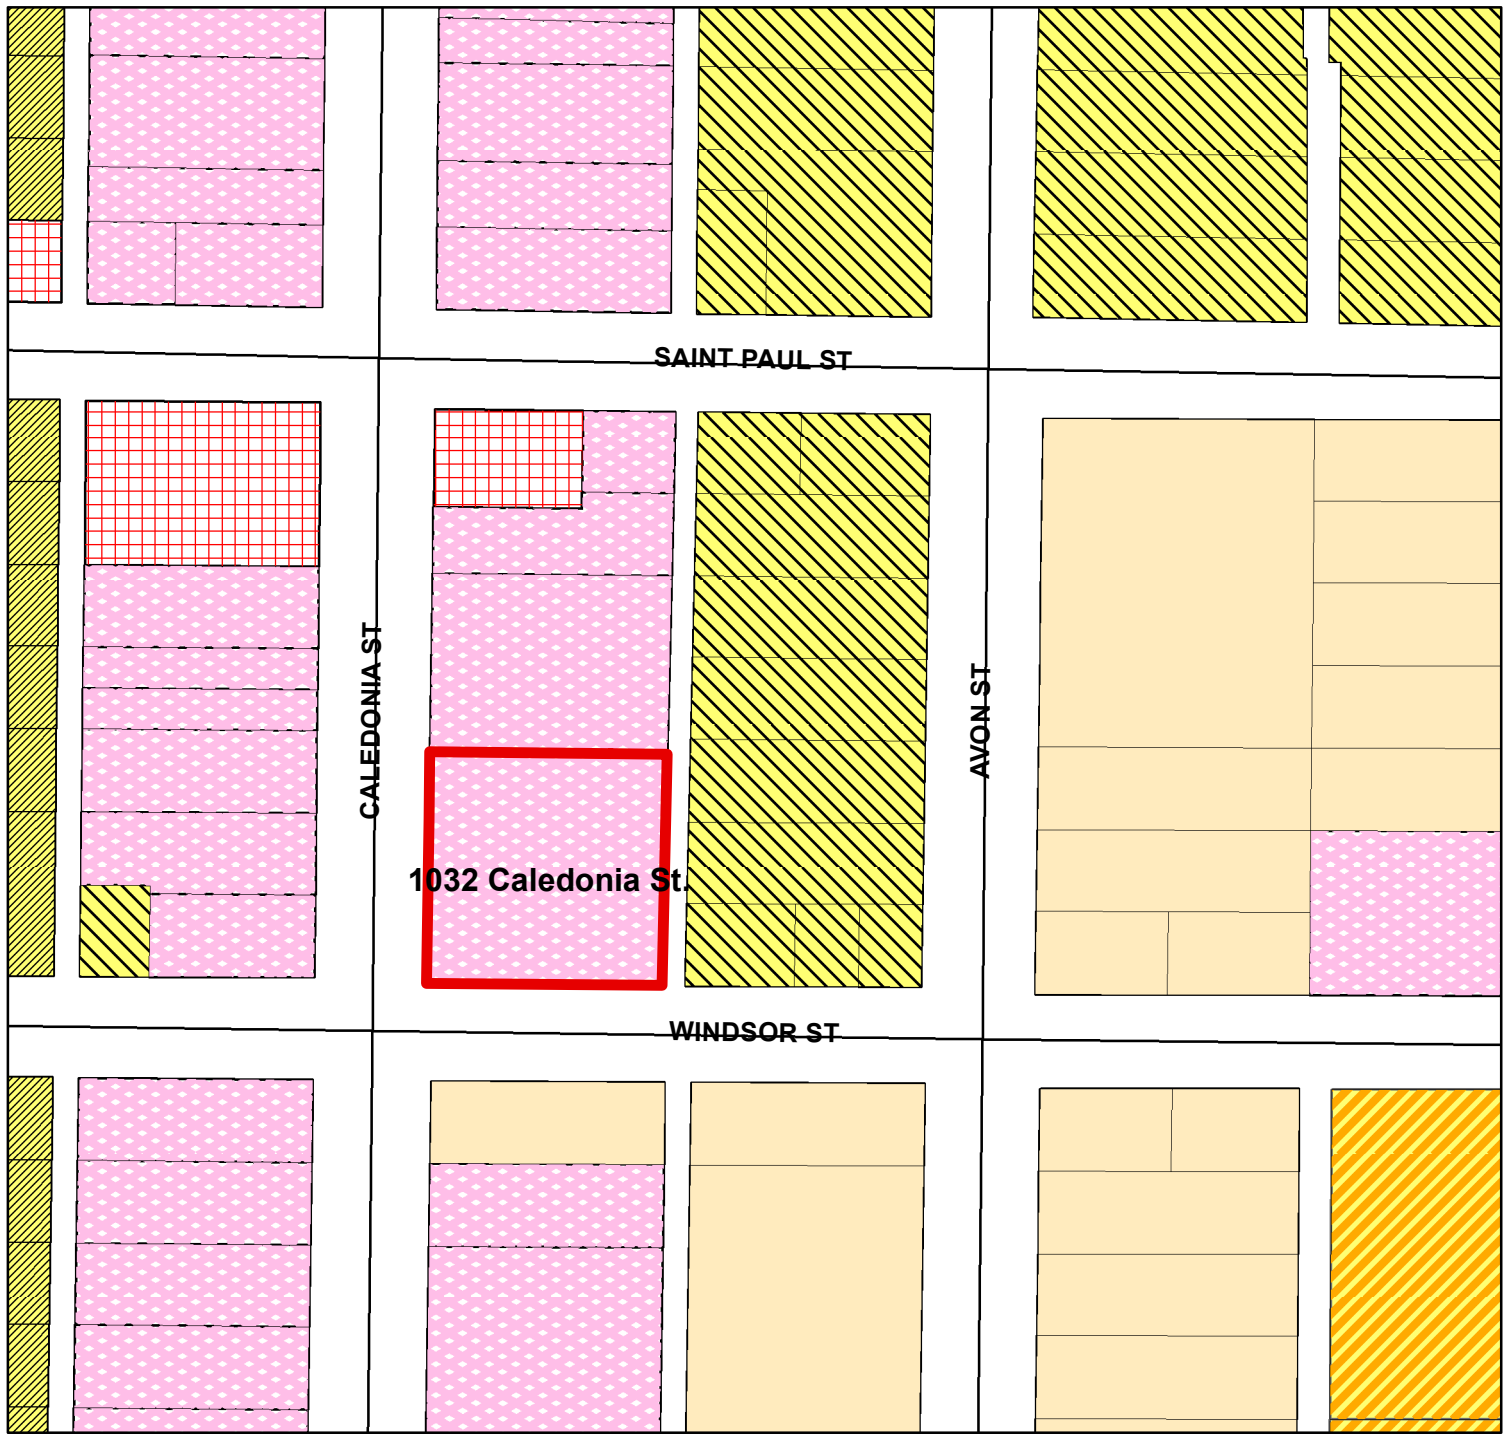 SAINT PAUL ST
CALEDONIA ST
AVON ST
1032 Caledonia St.
WINDSOR ST